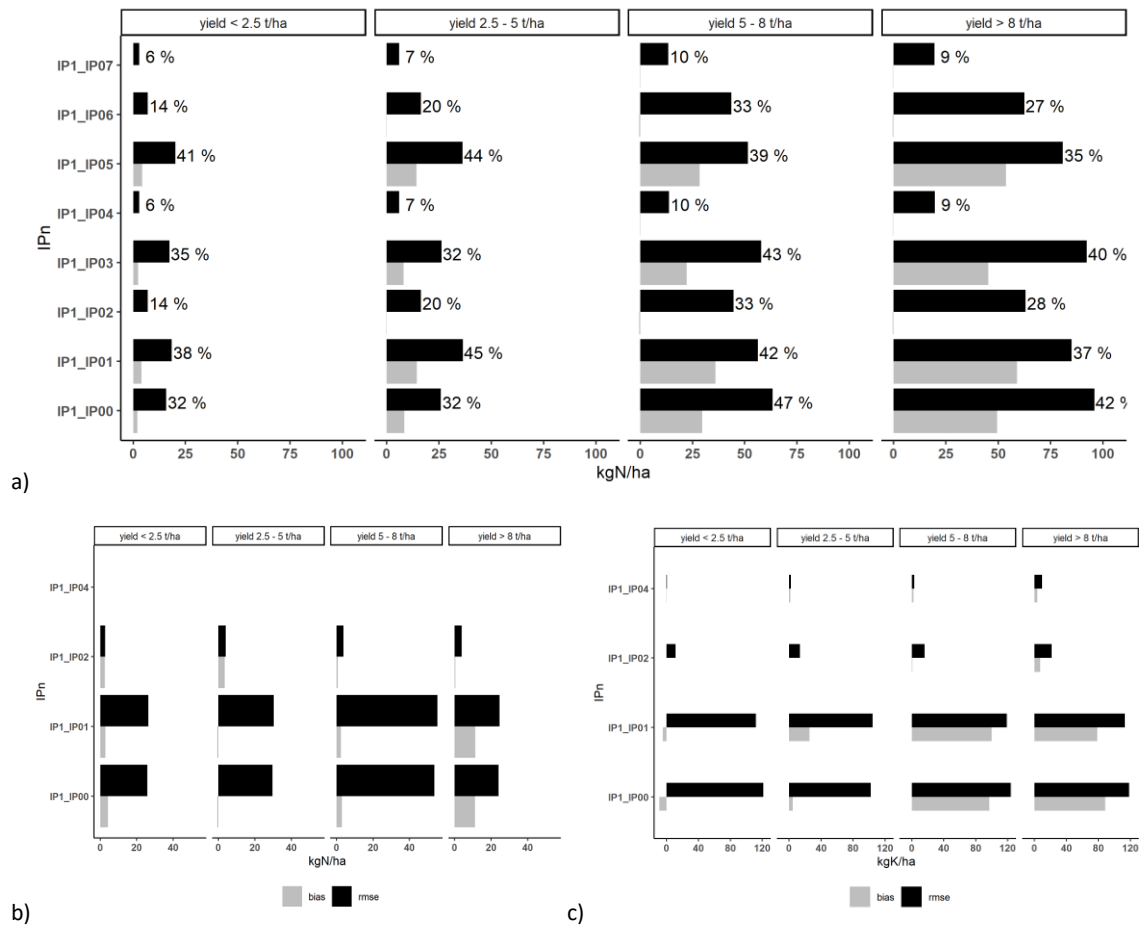 yield < 2.5 t/ha yield 2.5 - 5 t/ha yield 5 - 8 t/ha yield > 8 t/ha
IP1_IP07 6 % 7 % 10 % 9 %
IP1_IP06 14 % 20 % 33 % 27 %
IP1_IP05 41 % 44 % 39 % 35 %
IP1_IP04 6 % 7 % 10 % 9 %
IPn
IP1_IP03 35 % 32 % 43 % 40 %
IP1_IP02 14 % 20 % 33 % 28 %
IP1_IP01 38 % 45 % 42 % 37 %
IP1_IP00 32 % 32 % 47 % 42 %
0 25 50 75 100 0 25 50 75 100 0 25 50 75 100 0 25 50 75 100
kgN/ha
a)
yield < 2.5 t/ha yield 2.5 - 5 t/ha yield 5 - 8 t/ha yield > 8 t/ha
IP1_IP04
IP1_IP02
IPn
IP1_IP01
IP1_IP00
0 20 40 0 20 40 0 20 40 0 20 40
kgN/ha
bias rmse
b)
yield < 2.5 t/ha yield 2.5 - 5 t/ha yield 5 - 8 t/ha yield > 8 t/ha
IP1_IP04
IP1_IP02
IPn
IP1_IP01
IP1_IP00
0 40 80 120 0 40 80 120 0 40 80 120 0 40 80 120
kgK/ha
bias rmse
c)